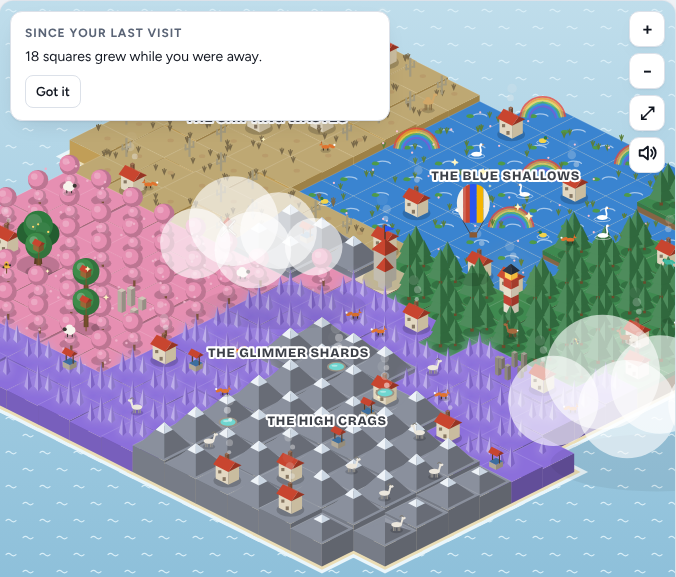 SINCE YOUR LAST VISIT
18 squares grew while you were away.
Got it
THE BLUE SHALLOWS
THE GLIMMER SHARDS
THE HIGH CRAGS